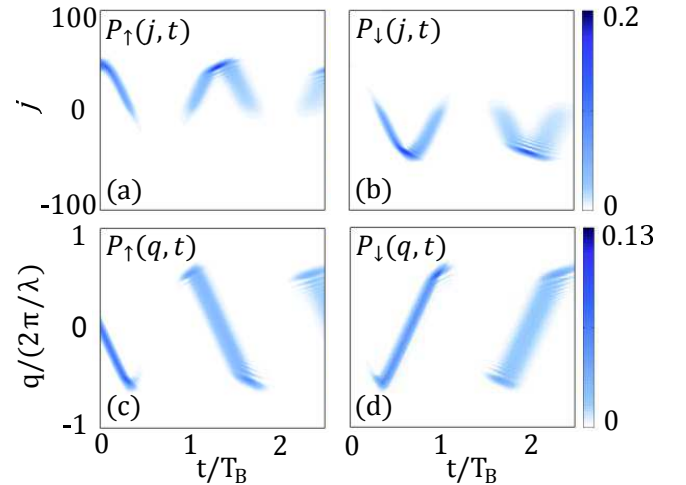 100
P↑(j, t)
P↓(j, t)
0.2
j
0
-100
(a)
(b)
0
1
P↑(q, t)
P↓(q, t)
0.13
q/(2π/λ)
0
-1
(c)
(d)
0
0 1 2
0 1 2
t/T_B
t/T_B